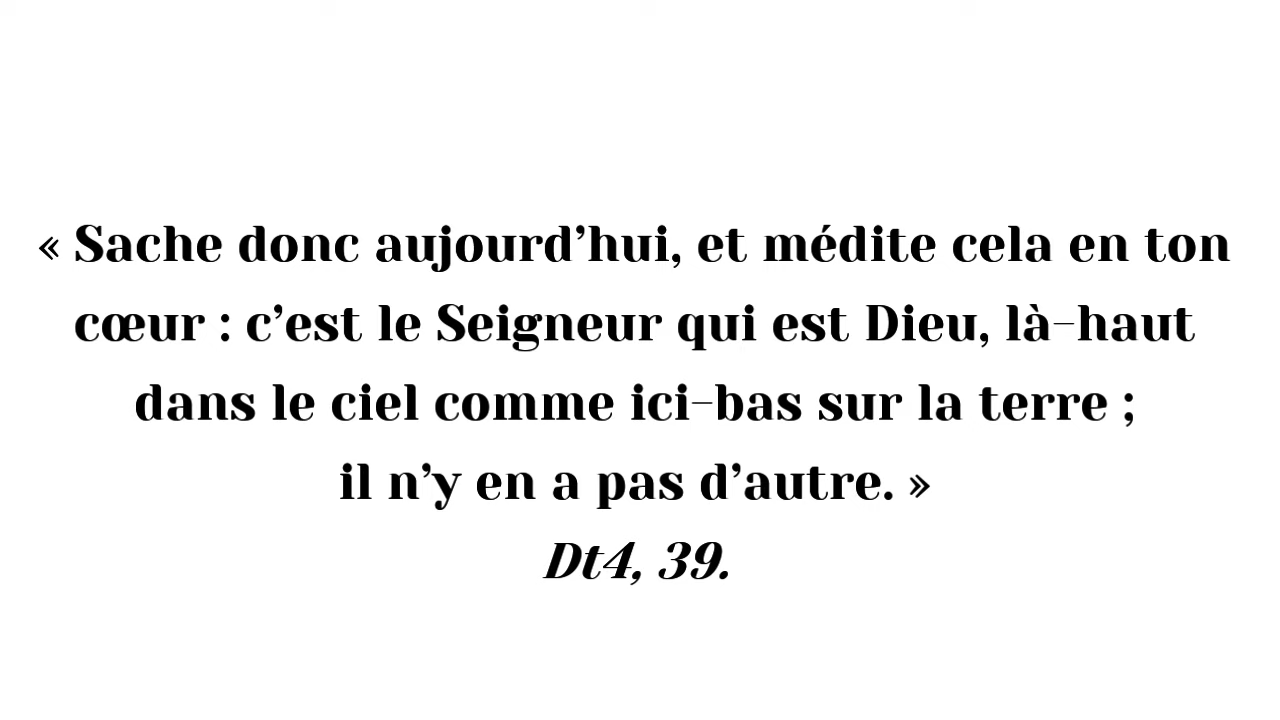 « Sache donc aujourd’hui, et médite cela en ton
cœur : c’est le Seigneur qui est Dieu, là-haut
dans le ciel comme ici-bas sur la terre ;
il n’y en a pas d’autre. »
Dt4, 39.